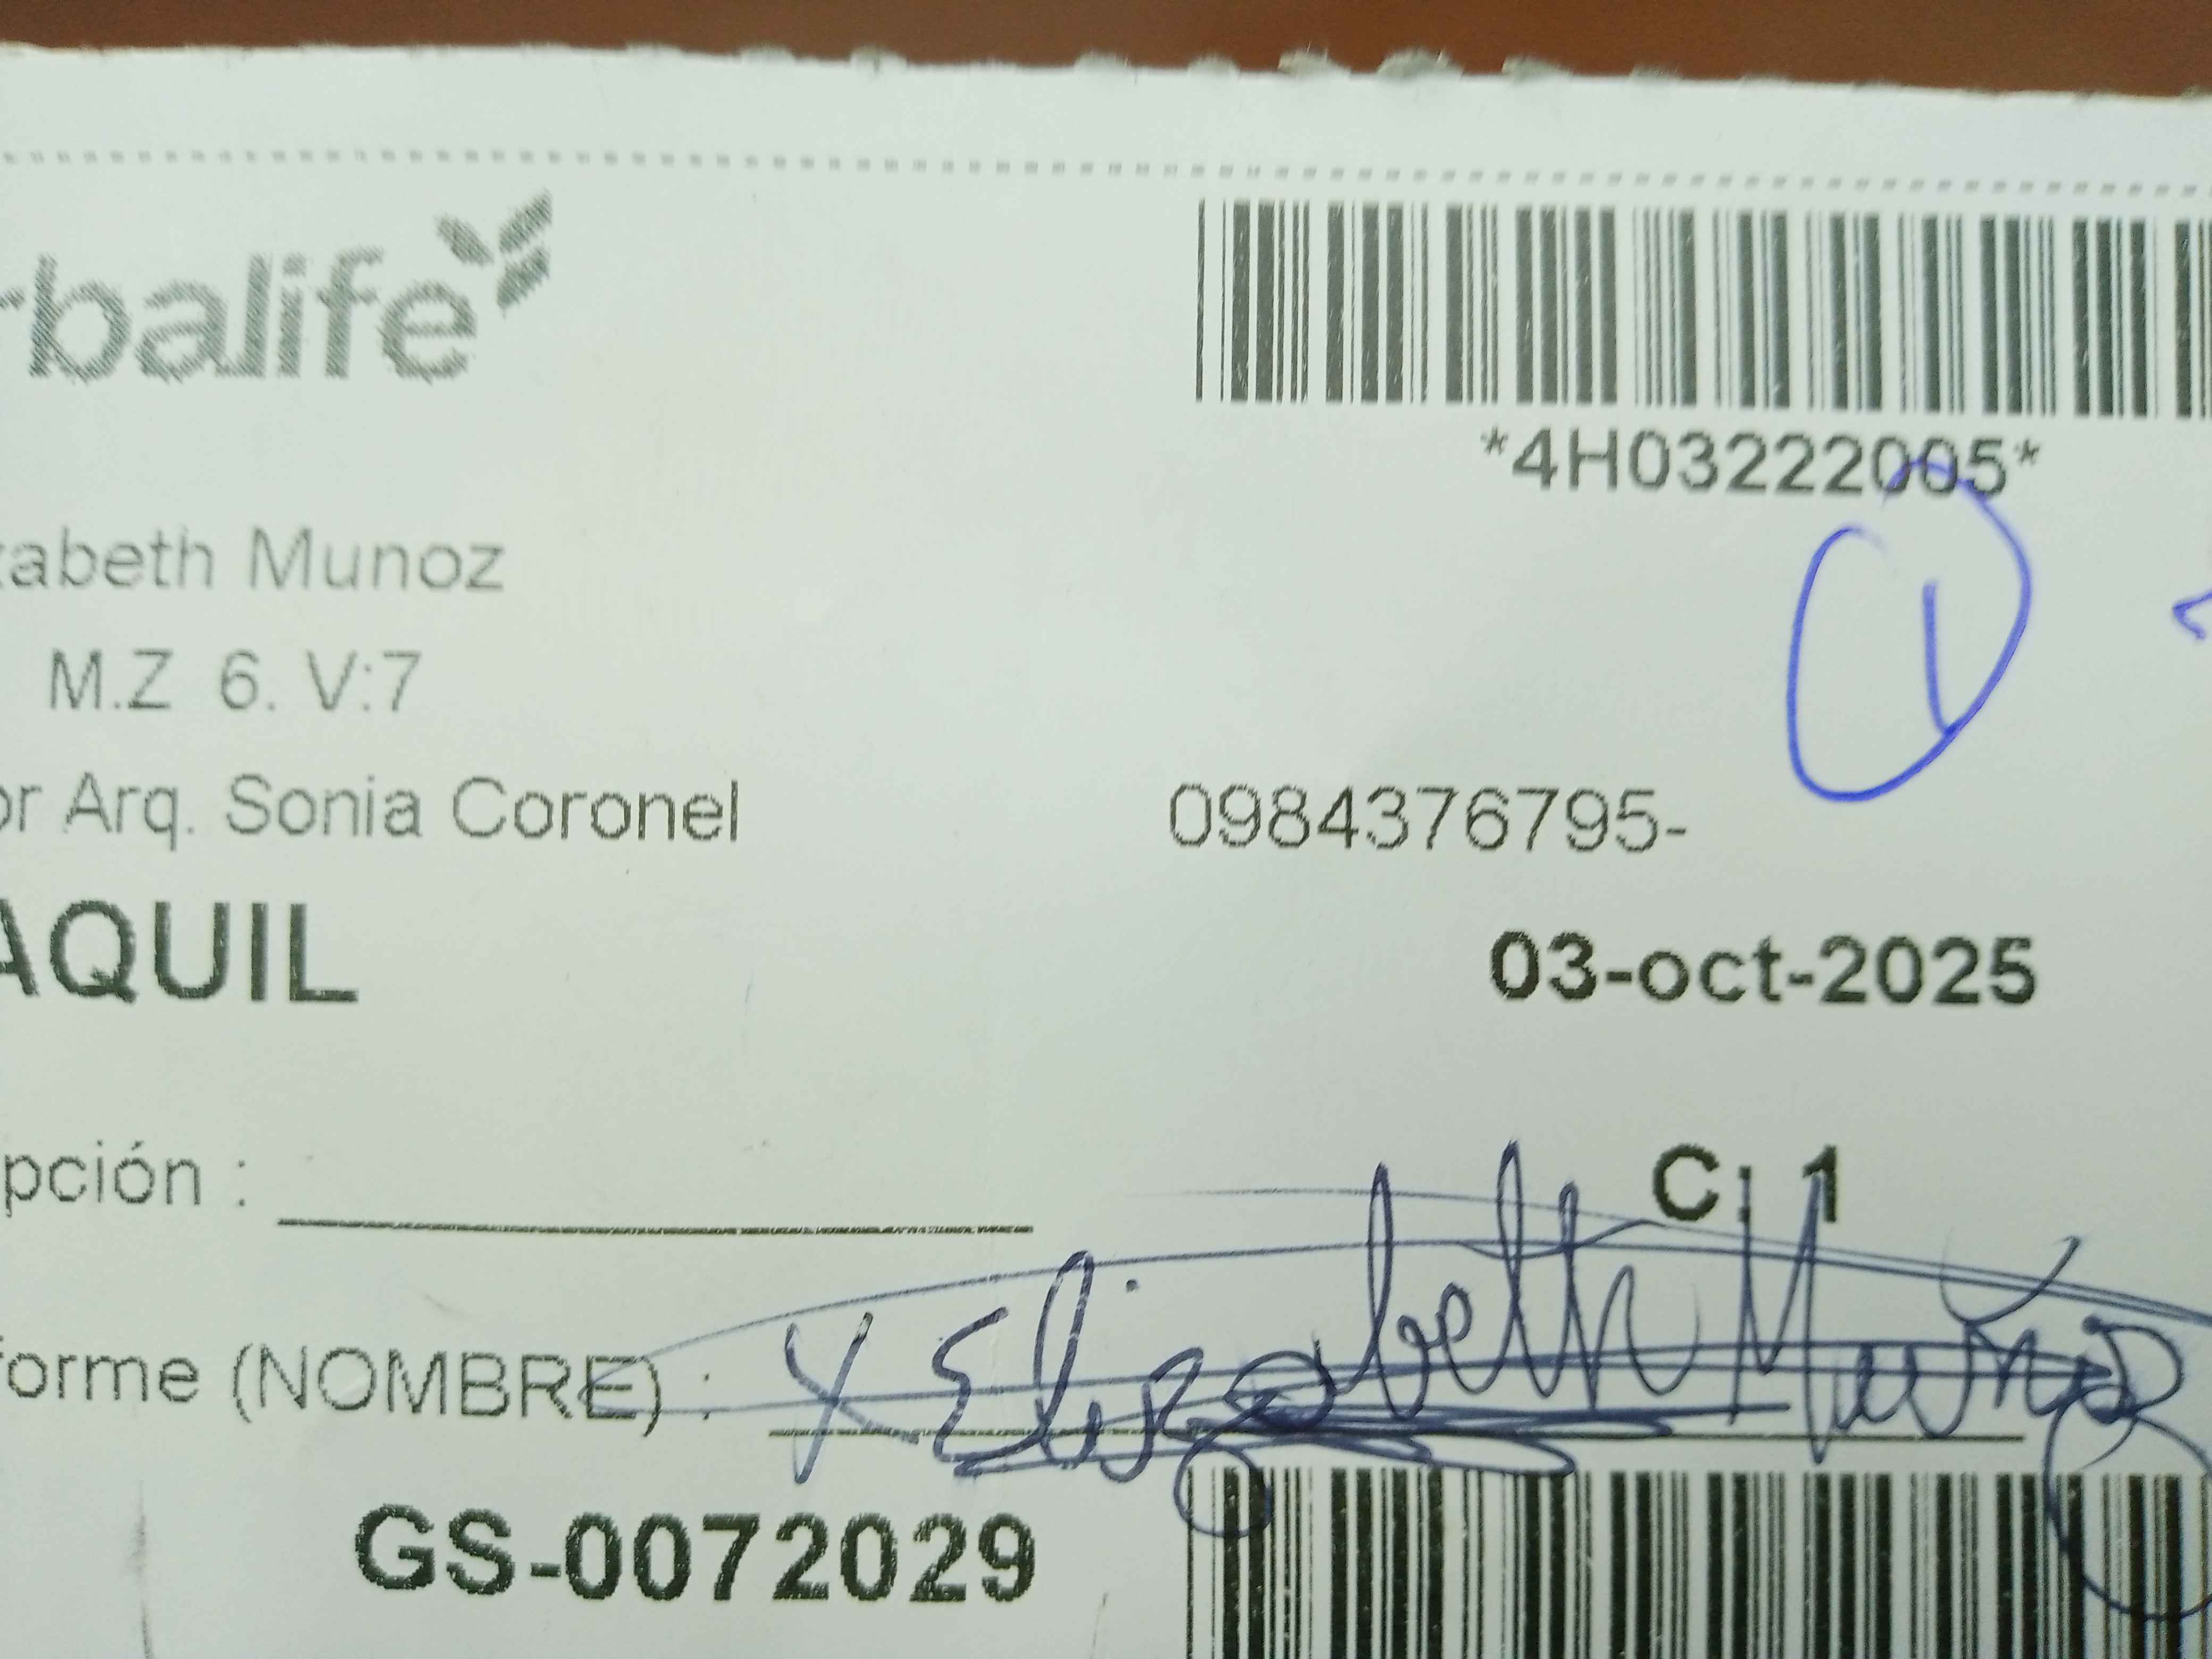 rbalife
*4H03222005*
zabeth Munoz
1
M.Z 6. V:7
or Arq. Sonia Coronel 0984376795-
AQUIL 03-oct-2025
C: 1
pción :
forme (NOMBRE) : X Elizabeth Muñoz
GS-0072029